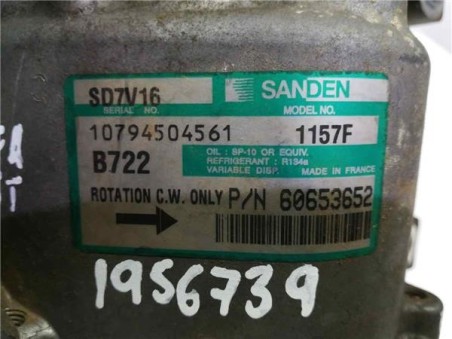 SD7V16 SANDEN
SERIAL NO. MODEL NO.
10794504561 1157F
B722
OIL : SP-10 OR EQUIV.
REFRIGERANT : R134a
VARIABLE DISP. MADE IN FRANCE
ROTATION C.W. ONLY P/N 60653652
1956739